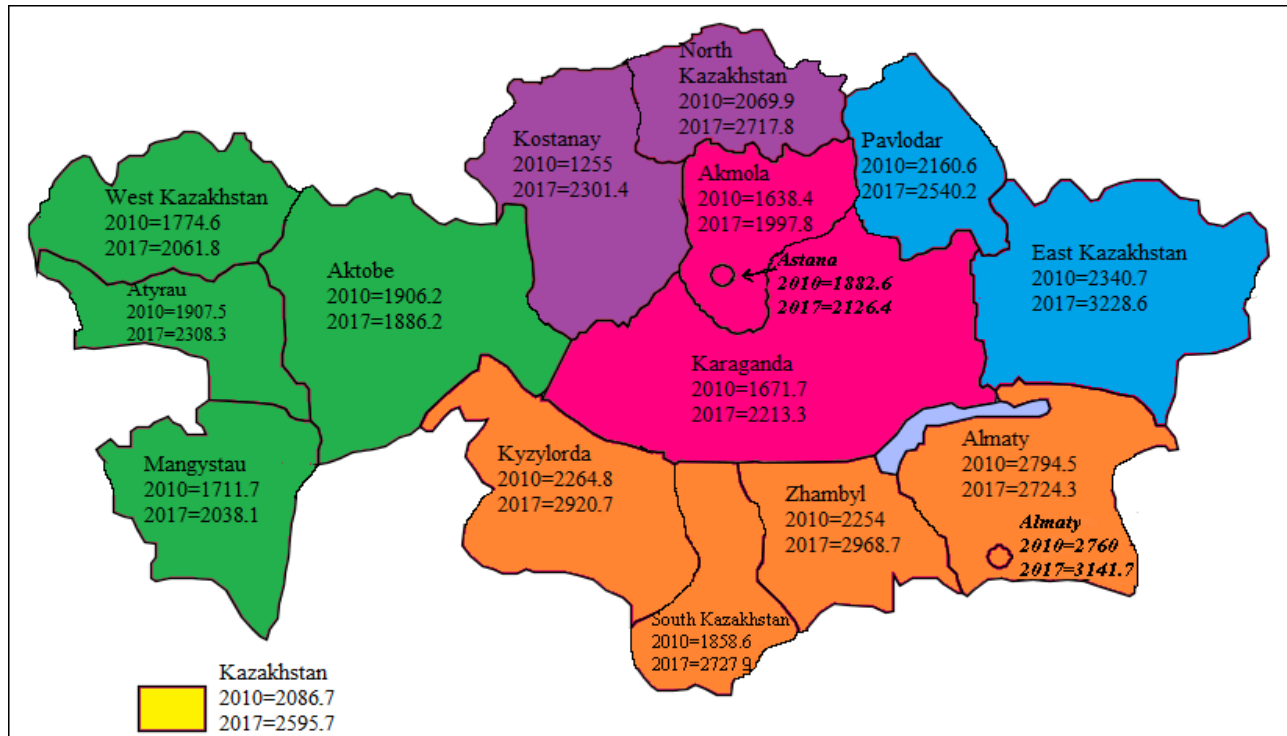 North
Kazakhstan
2010=2069.9
2017=2717.8
Kostanay
2010=1255
2017=2301.4
Pavlodar
2010=2160.6
2017=2540.2
Akmola
2010=1638.4
2017=1997.8
West Kazakhstan
2010=1774.6
2017=2061.8
East Kazakhstan
2010=2340.7
2017=3228.6
Aktobe
2010=1906.2
2017=1886.2
Astana
2010=1882.6
2017=2126.4
Atyrau
2010=1907.5
2017=2308.3
Karaganda
2010=1671.7
2017=2213.3
Mangystau
2010=1711.7
2017=2038.1
Kyzylorda
2010=2264.8
2017=2920.7
Zhambyl
2010=2254
2017=2968.7
Almaty
2010=2794.5
2017=2724.3
Almaty
2010=2760
2017=3141.7
South Kazakhstan
2010=1858.6
2017=2727.9
Kazakhstan
2010=2086.7
2017=2595.7